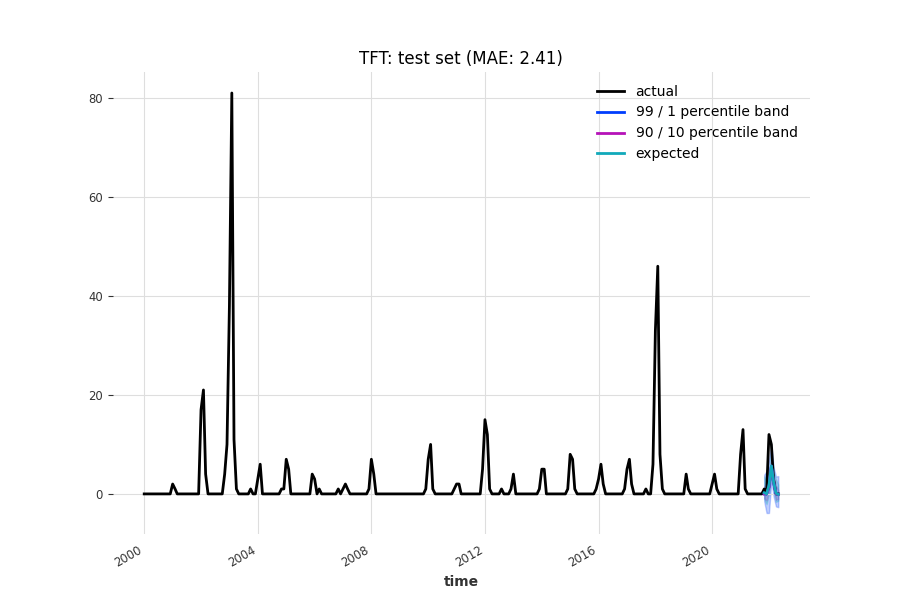 TFT: test set (MAE: 2.41)
actual
99 / 1 percentile band
90 / 10 percentile band
expected
80
60
40
20
0
2000
2004
2008
2012
2016
2020
time